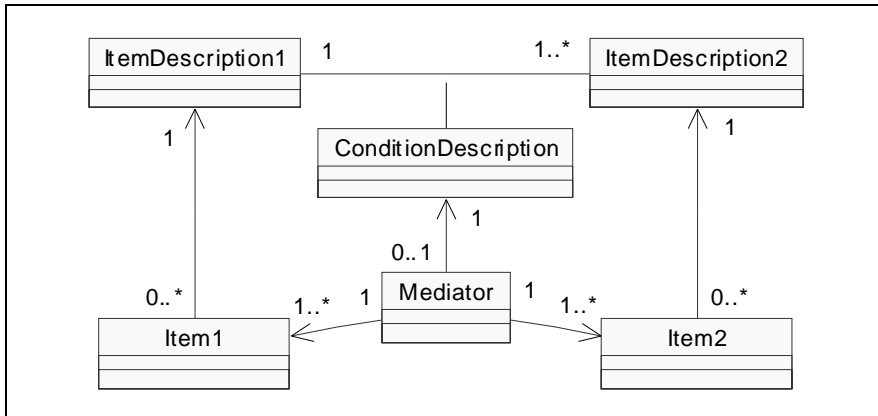 ItemDescription1
1
1..*
ItemDescription2
1
ConditionDescription
1
1
0..1
0..*
1..*
1
Mediator
1
1..*
0..*
Item1
Item2